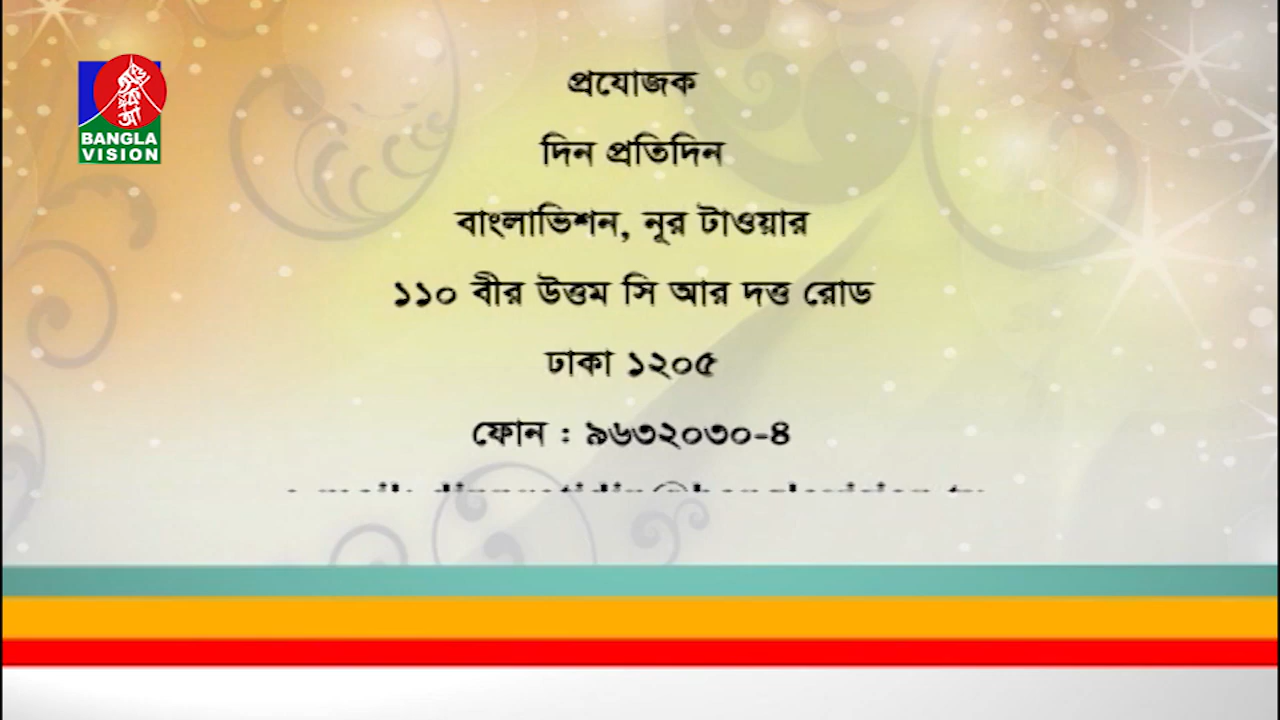 BANGLA
VISION
প্রযোজক
দিন প্রতিদিন
বাংলাভিশন, নূর টাওয়ার
১১০ বীর উত্তম সি আর দত্ত রোড
ঢাকা ১২০৫
ফোন : ৯৬৩২০৩০-৪